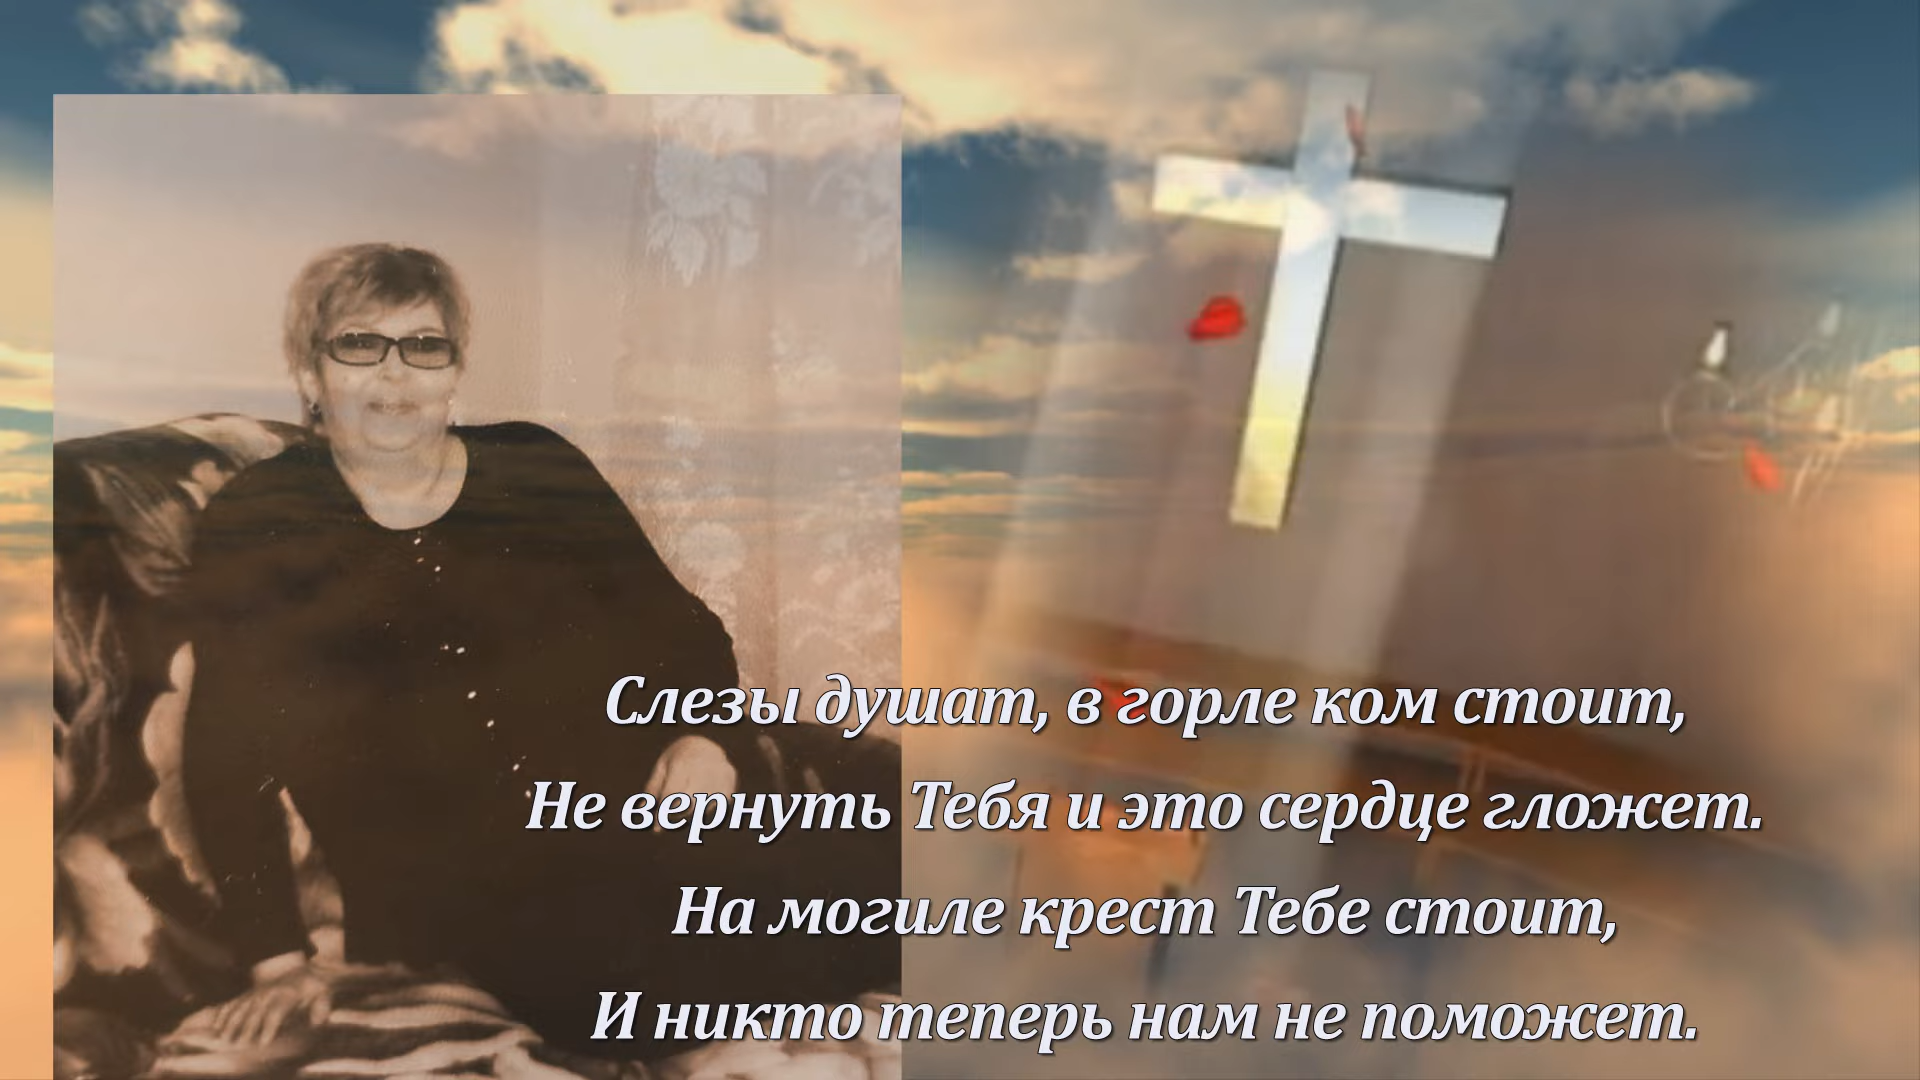 Слезы душат, в горле ком стоит,
Не вернуть Тебя и это сердце гложет.
На могиле крест Тебе стоит,
И никто теперь нам не поможет.